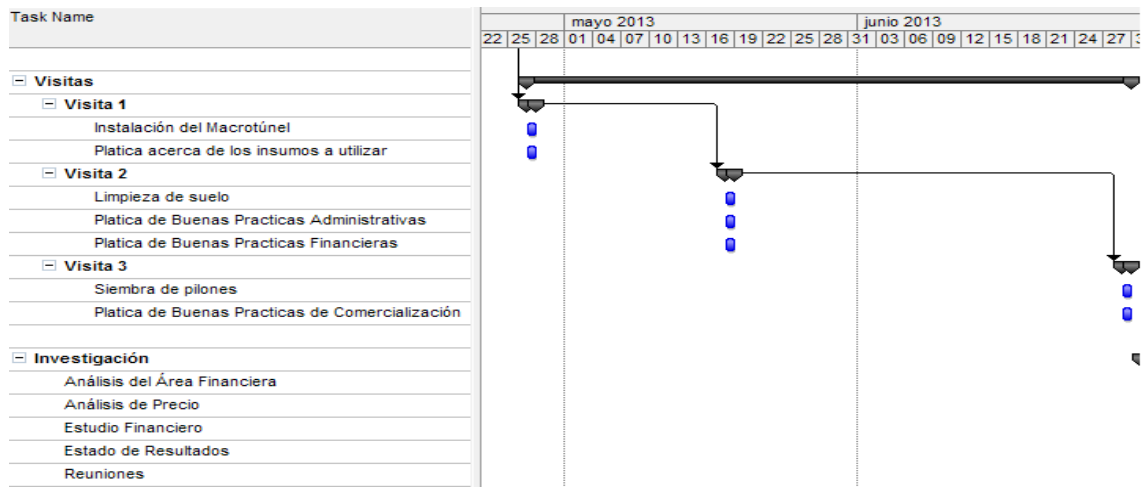 Task Name
mayo 2013 junio 2013
22 25 28 01 04 07 10 13 16 19 22 25 28 31 03 06 09 12 15 18 21 24 27
Visitas
Visita 1
Instalación del Macrotúnel
Platica acerca de los insumos a utilizar
Visita 2
Limpieza de suelo
Platica de Buenas Practicas Administrativas
Platica de Buenas Practicas Financieras
Visita 3
Siembra de pilones
Platica de Buenas Practicas de Comercialización
Investigación
Análisis del Área Financiera
Análisis de Precio
Estudio Financiero
Estado de Resultados
Reuniones